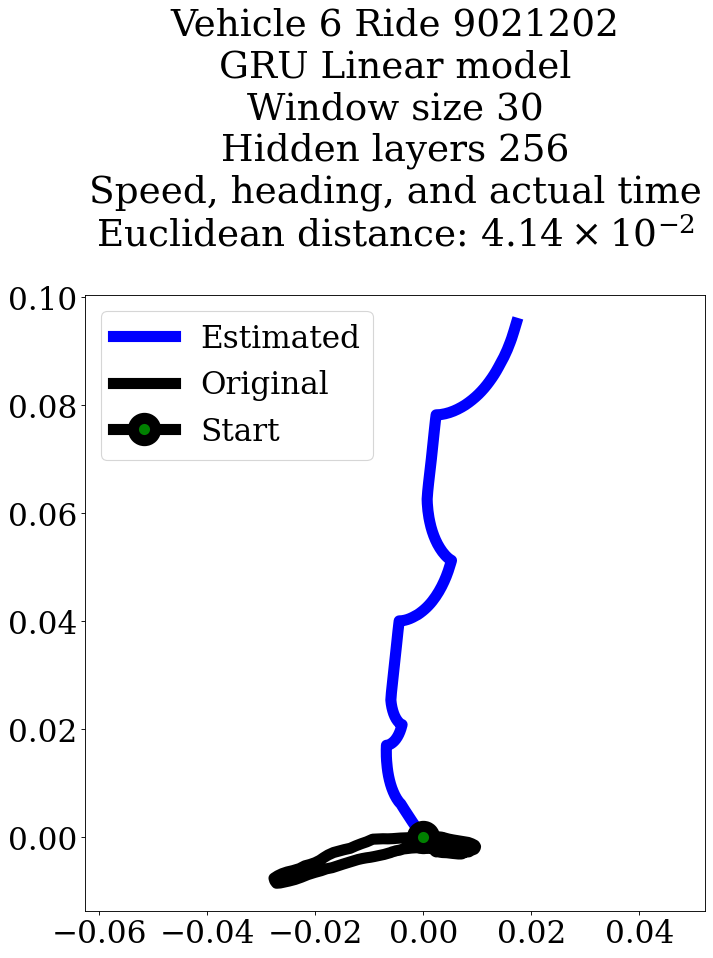 Vehicle 6 Ride 9021202
GRU Linear model
Window size 30
Hidden layers 256
Speed, heading, and actual time
Euclidean distance: 4.14 × 10⁻²
0.10
Estimated
Original
Start
0.08
0.06
0.04
0.02
0.00
−0.06 −0.04 −0.02 0.00 0.02 0.04